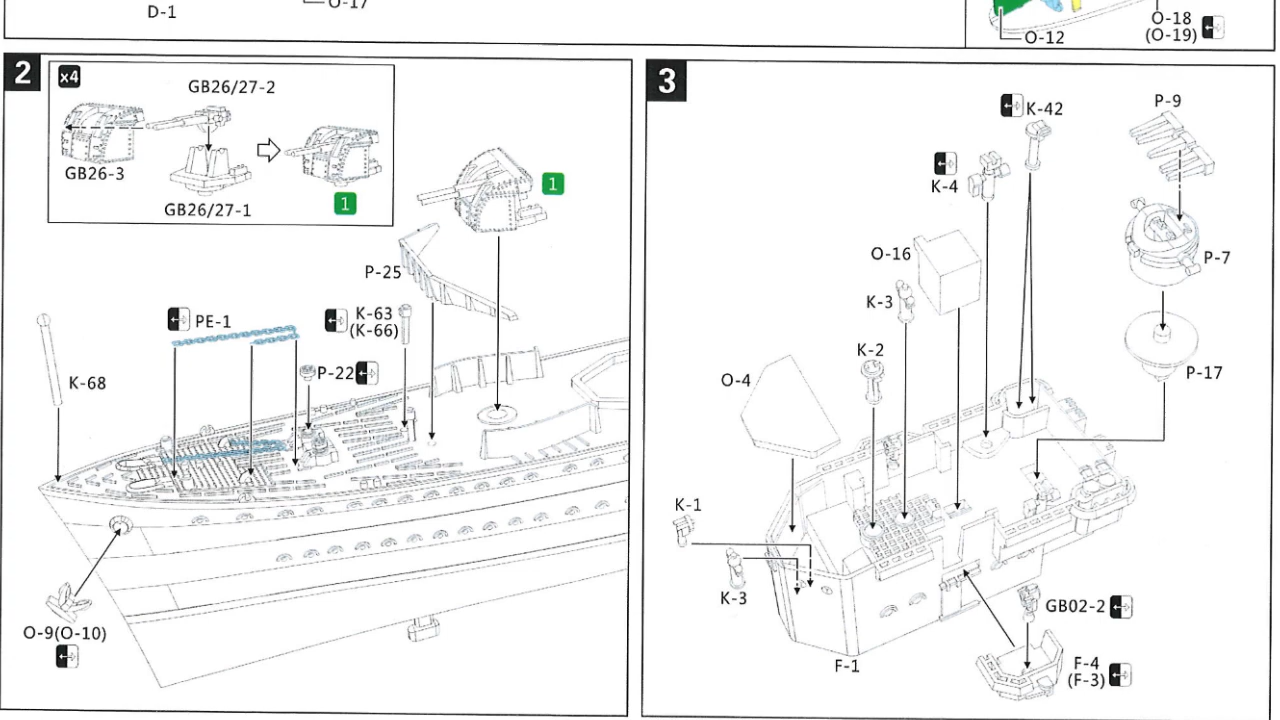 D-1
O-17
O-12
O-18
(O-19)
2
x4
GB26/27-2
GB26-3
GB26/27-1
1
1
P-25
PE-1
K-63
(K-66)
P-22
K-68
O-9(O-10)
3
K-42
P-9
K-4
O-16
K-3
P-7
K-2
O-4
P-17
K-1
K-3
GB02-2
F-1
F-4
(F-3)